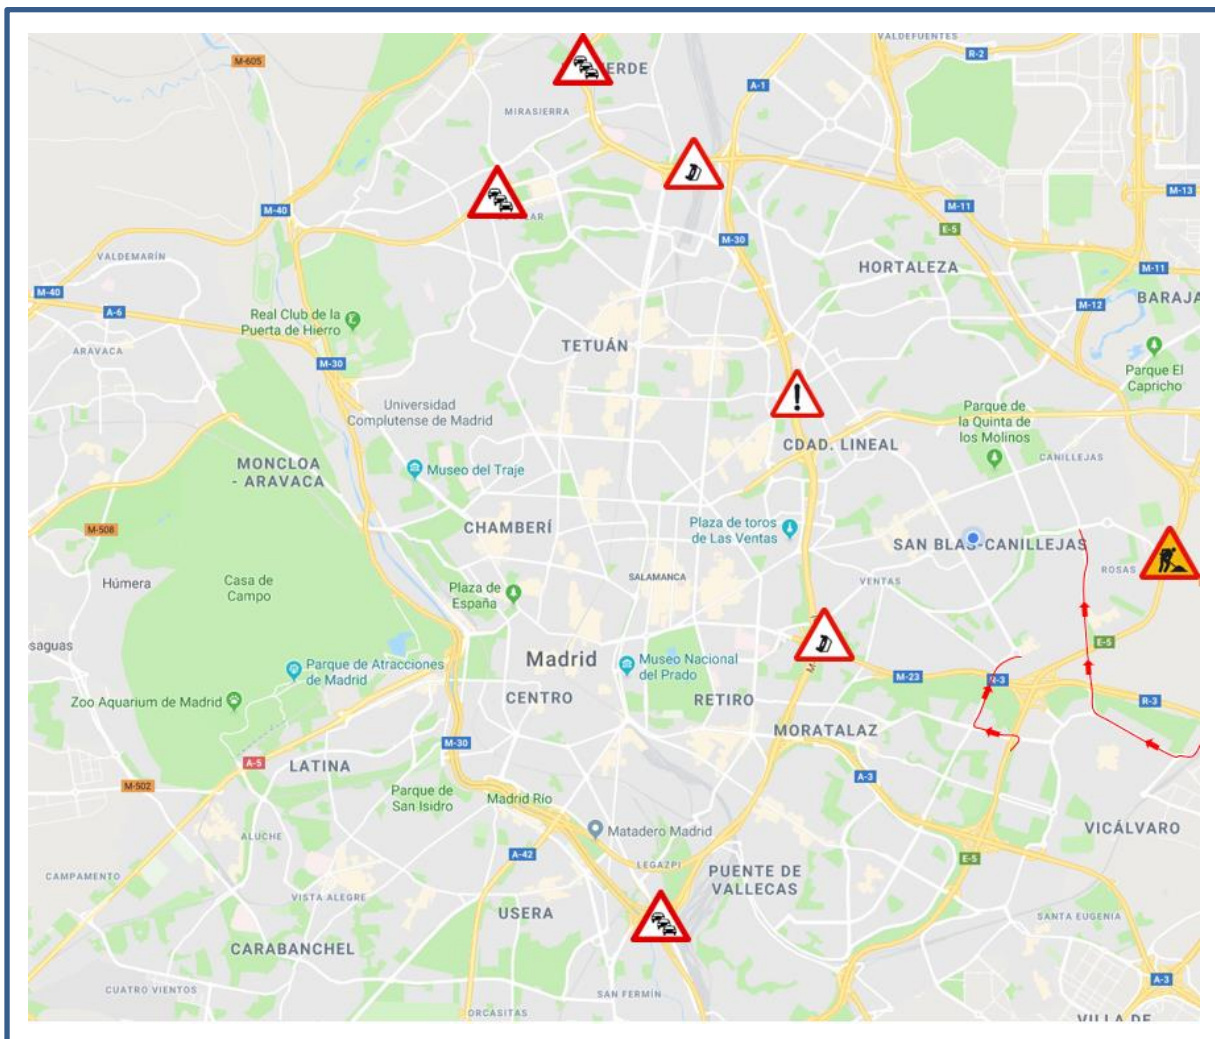 VALDEFUENTES
R-2
M-605
ERDE
A-1
MIRASIERRA
M-13
M-40
M-11
E-5
M-30
VALDEMARÍN
HORTALEZA
M-11
M-40
BARAJA
M-12
A-6
Real Club de la
Puerta de Hierro
TETUÁN
ARAVACA
M-30
Parque El
Capricho
Universidad
Complutense de Madrid
Parque de
la Quinta de
los Molinos
CDAD. LINEAL
MONCLOA
- ARAVACA
Museo del Traje
CANILLEJAS
M-508
CHAMBERÍ
Plaza de toros
de Las Ventas
SAN BLAS-CANILLEJAS
Húmera
Casa de
Campo
SALAMANCA
VENTAS
ROSAS
Plaza de
España
osaguas
E-5
Parque de Atracciones
de Madrid
Madrid
Museo Nacional
del Prado
M-23
R-3
Zoo Aquarium de Madrid
CENTRO
RETIRO
R-3
MORATALAZ
M-30
A-5
LATINA
A-3
M-502
Parque de
San Isidro
Madrid Río
Matadero Madrid
VICÁLVARO
ALUCHE
A-42
LEGAZPI
E-5
CAMPAMENTO
PUENTE DE
VALLECAS
VISTA ALEGRE
USERA
SANTA EUGENIA
CARABANCHEL
A-3
CUATRO VIENTOS
SAN FERMÍN
ORCASITAS
VILLA DE